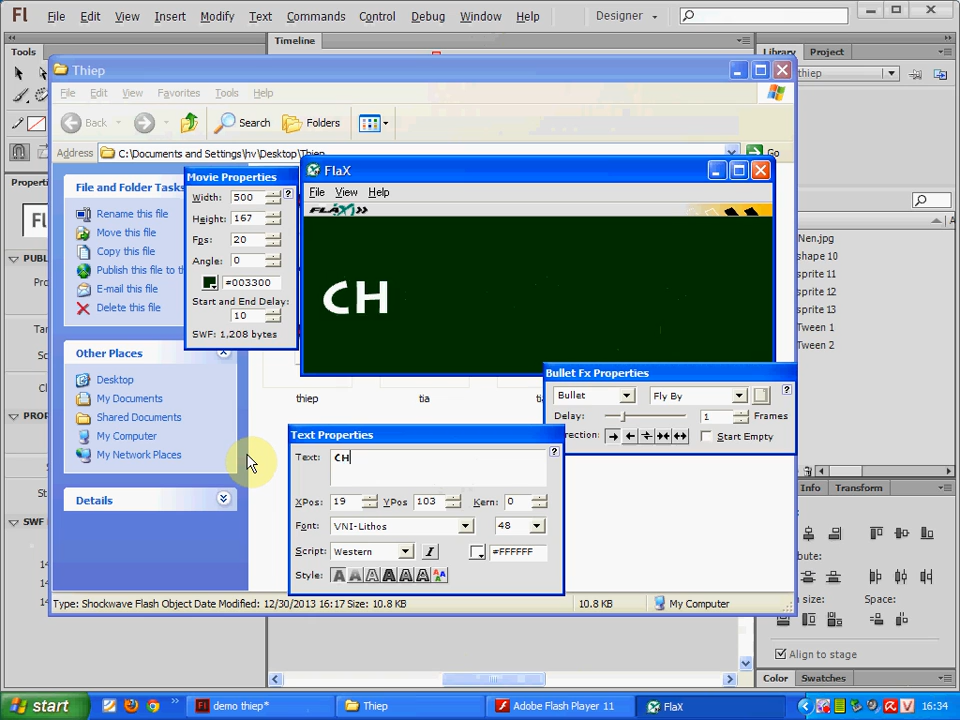 Fl File Edit View Insert Modify Text Commands Control Debug Window Help Designer
Tools
Timeline
Library Project
Thiep
thiep
File Edit View Favorites Tools Help
Back Search Folders
Address C:\Documents and Settings\hv\Desktop\Thiep Go
File and Folder Tasks
Rename this file
Move this file
Copy this file
Publish this file to th
E-mail this file
Delete this file
Other Places
Desktop
My Documents
Shared Documents
My Computer
My Network Places
Details
Movie Properties
Width: 500
Height: 167
Fps: 20
Angle: 0
#003300
Start and End Delay:
10
SWF: 1,208 bytes
FlaX
File View Help
FLAX
CH
Bullet Fx Properties
Bullet Fly By
Delay: 1 Frames
irection: Start Empty
thiep tia tia
Text Properties
Text: CH
XPos: 19 YPos 103 Kern: 0
Font: VNI-Lithos 48
Script: Western I #FFFFFF
Style:
Nen.jpg
shape 10
sprite 11
sprite 12
sprite 13
Tween 1
Tween 2
Info Transform
bute:
h size: Space:
Align to stage
Color Swatches
Type: Shockwave Flash Object Date Modified: 12/30/2013 16:17 Size: 10.8 KB 10.8 KB My Computer
start demo thiep* Thiep Adobe Flash Player 11 FlaX 16:34